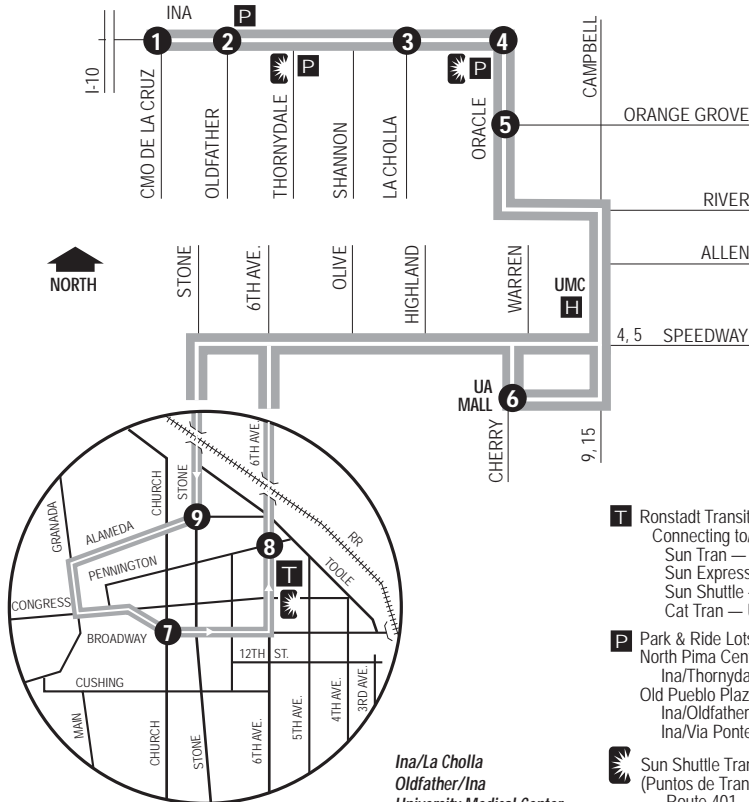 INA
P
1
2
3
4
I-10
CMO DE LA CRUZ
OLDFATHER
P
THORNYDALE
SHANNON
LA CHOLLA
P
ORACLE
CAMPBELL
5
ORANGE GROVE
RIVER
ALLEN
NORTH
STONE
6TH AVE.
OLIVE
HIGHLAND
WARREN
UMC
H
4, 5 SPEEDWAY
UA
MALL
6
CHERRY
9, 15
GRANADA
CHURCH
STONE
6TH AVE.
ALAMEDA
9
8
RR
PENNINGTON
TOOLE
T
CONGRESS
BROADWAY
7
12TH ST.
CUSHING
MAIN
CHURCH
STONE
6TH AVE.
5TH AVE.
4TH AVE.
3RD AVE.
T Ronstadt Transit
Connecting to/
Sun Tran —
Sun Express
Sun Shuttle
Cat Tran —
P Park & Ride Lots
North Pima Cen
Ina/Thornyda
Old Pueblo Plaz
Ina/Oldfather
Ina/Via Ponte
Sun Shuttle Tran
(Puntos de Tran
Route 401
Ina/La Cholla
Oldfather/Ina
University Medical Center